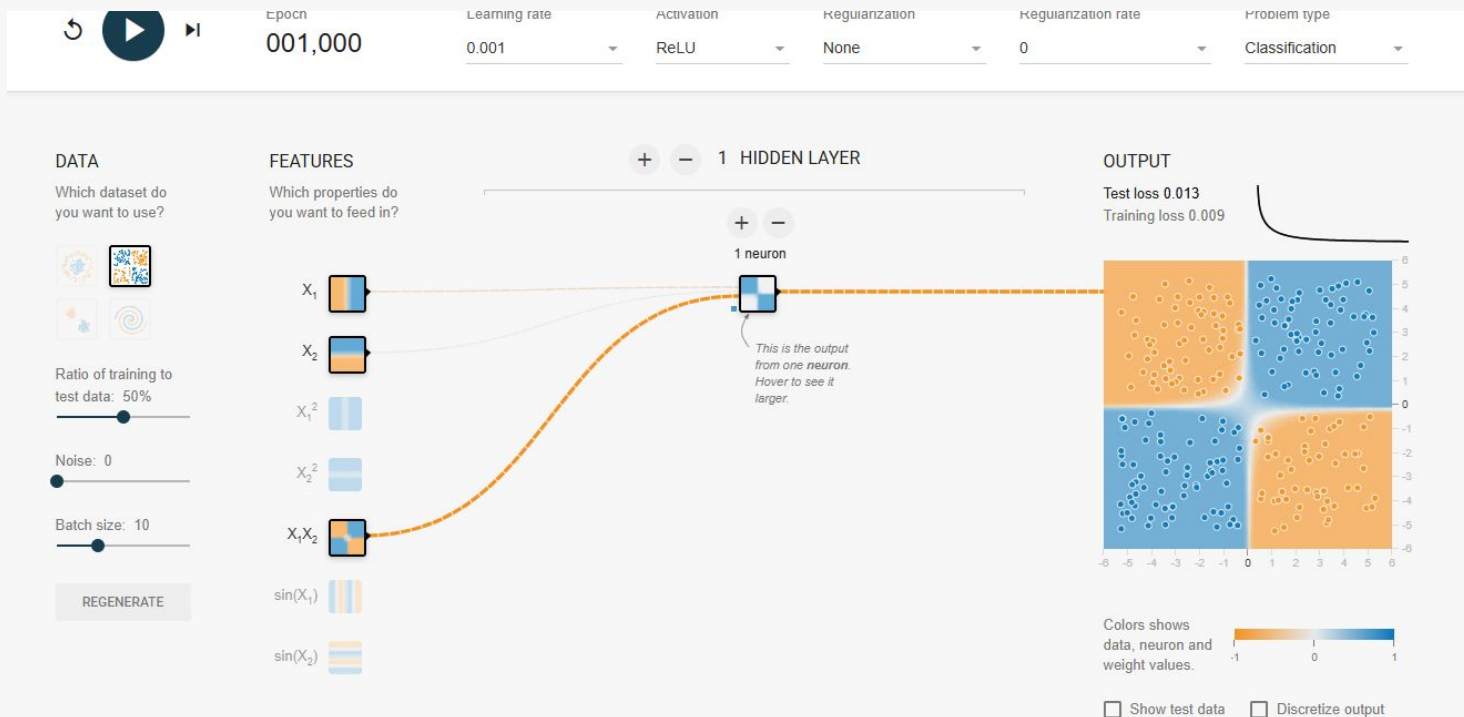 Epoch
001,000
Learning rate
0.001
Activation
ReLU
Regularization
None
Regularization rate
0
Problem type
Classification
DATA
Which dataset do
you want to use?
Ratio of training to
test data: 50%
Noise: 0
Batch size: 10
REGENERATE
FEATURES
Which properties do
you want to feed in?
X₁
X₂
X₁²
X₂²
X₁X₂
sin(X₁)
sin(X₂)
+ − 1 HIDDEN LAYER
+ −
1 neuron
This is the output
from one neuron.
Hover to see it
larger.
OUTPUT
Test loss 0.013
Training loss 0.009
6
5
4
3
2
1
0
-1
-2
-3
-4
-5
-6
-6 -5 -4 -3 -2 -1 0 1 2 3 4 5 6
Colors shows
data, neuron and
weight values.
-1 0 1
Show test data Discretize output